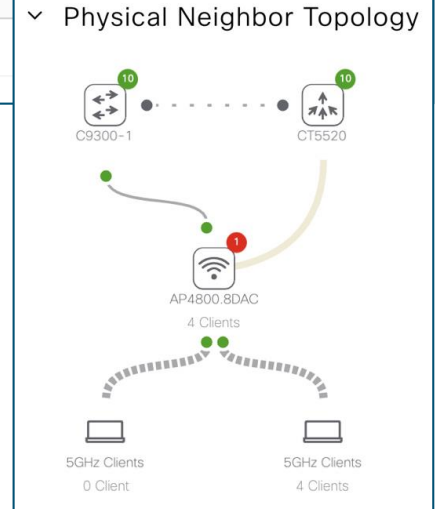 Physical Neighbor Topology
10
10
C9300-1
CT5520
1
AP4800.8DAC
4 Clients
5GHz Clients
5GHz Clients
0 Client
4 Clients